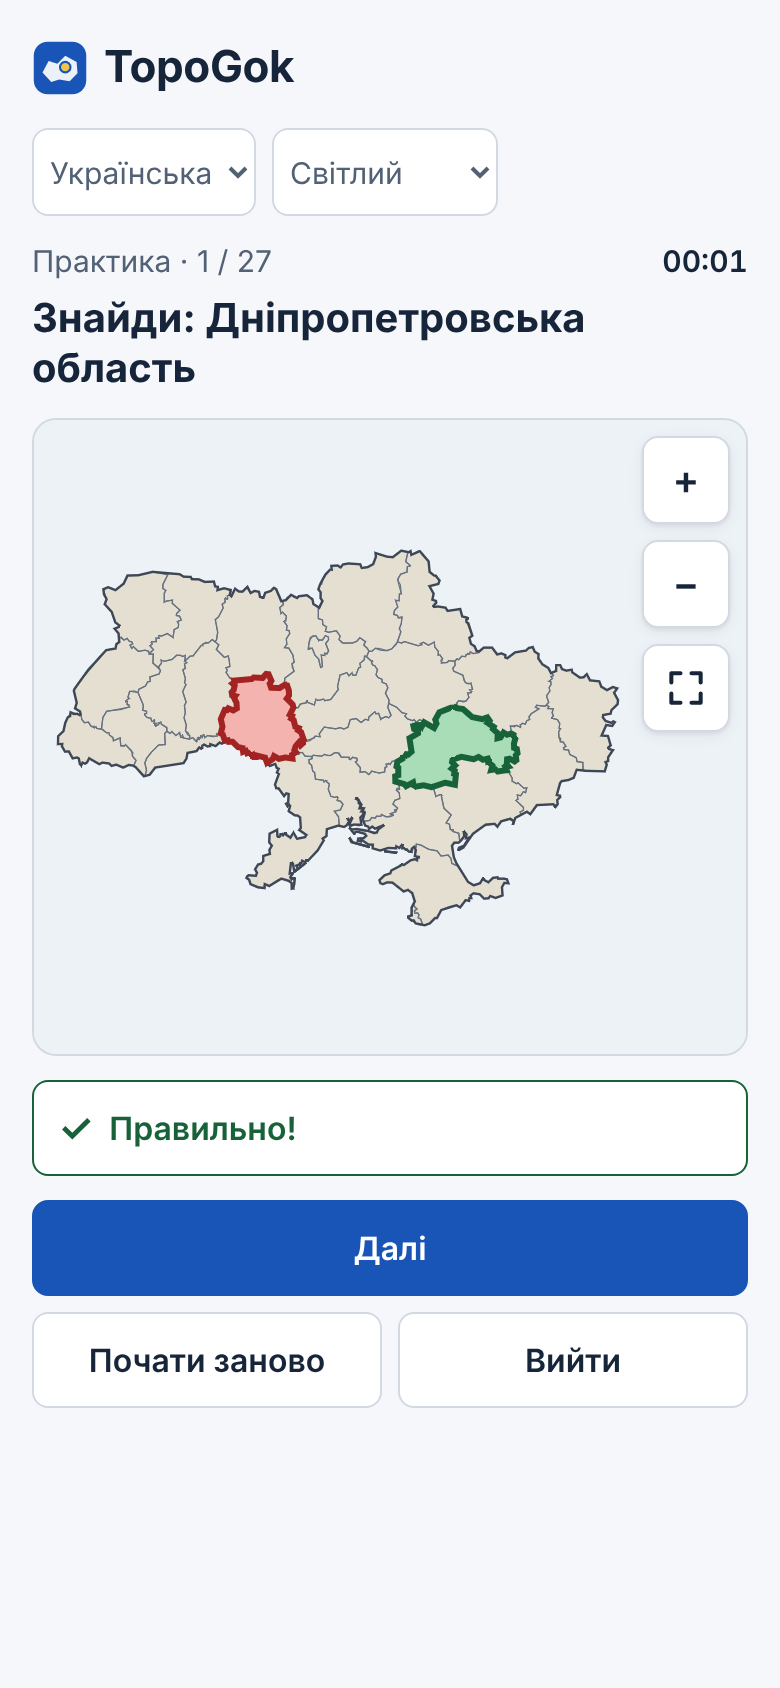 TopoGok
Українська
Світлий
Практика · 1 / 27
00:01
Знайди: Дніпропетровська
область
+
−
Правильно!
Далі
Почати заново
Вийти